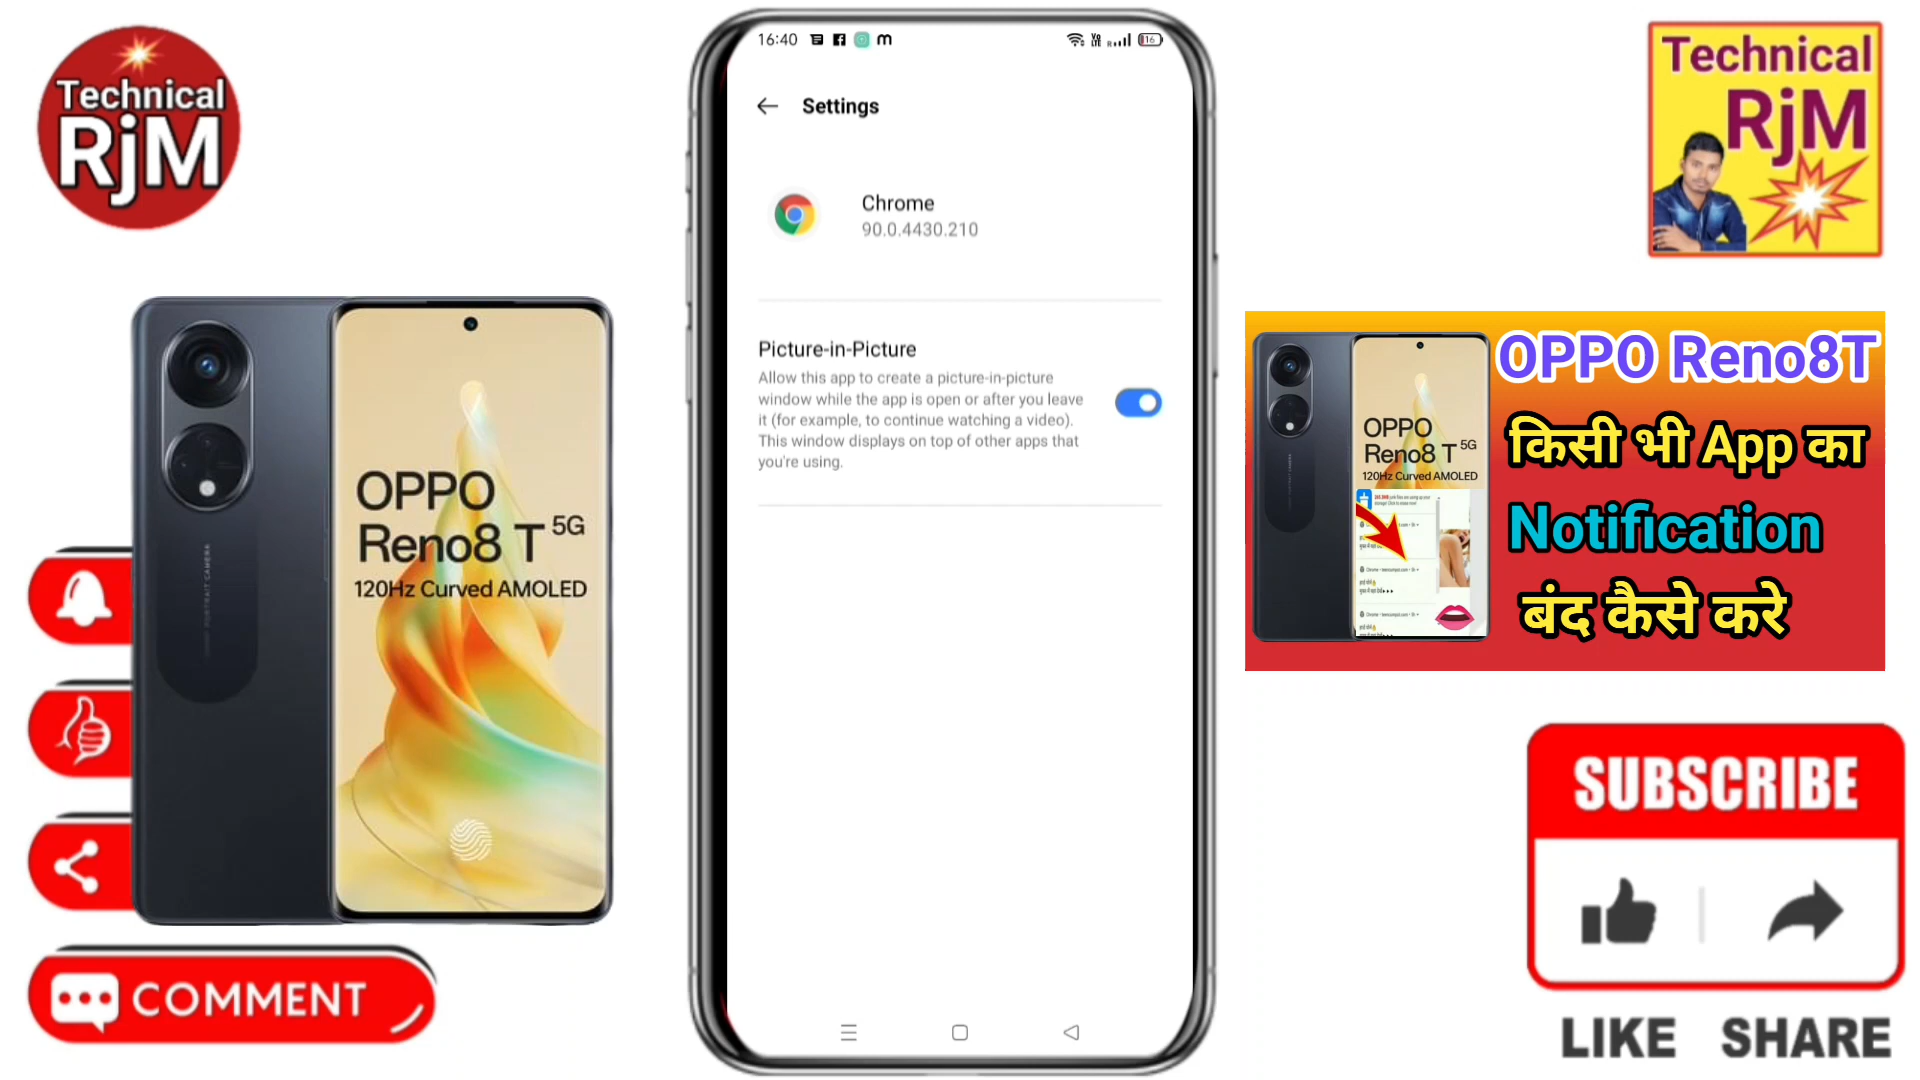 Technical
RjM
OPPO
Reno8 T 5G
120Hz Curved AMOLED
COMMENT
16:40
16
Settings
Chrome
90.0.4430.210
Picture-in-Picture
Allow this app to create a picture-in-picture
window while the app is open or after you leave
it (for example, to continue watching a video).
This window displays on top of other apps that
you're using.
Technical
RjM
OPPO Reno8T
किसी भी App का
Notification
बंद कैसे करे
OPPO
Reno8 T 5G
120Hz Curved AMOLED
SUBSCRIBE
LIKE SHARE